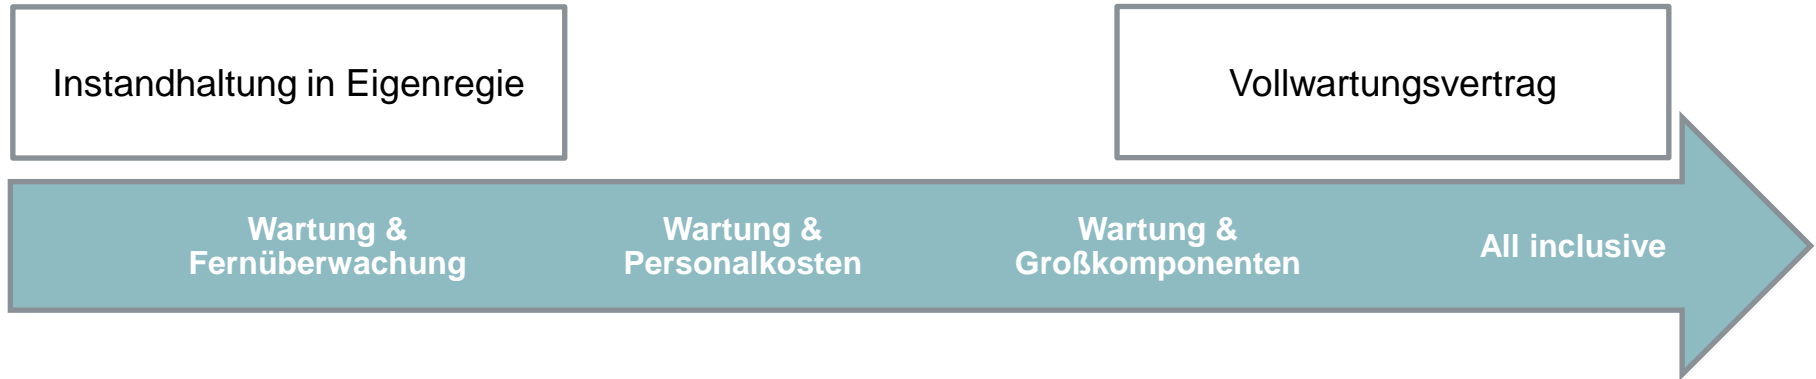 Instandhaltung in Eigenregie
Vollwartungsvertrag
Wartung &
Fernüberwachung
Wartung &
Personalkosten
Wartung &
Großkomponenten
All inclusive